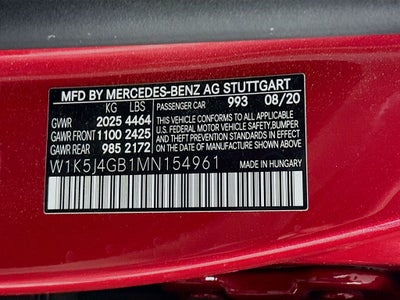 MFD BY MERCEDES-BENZ AG STUTTGART
KG LBS PASSENGER CAR 993 08/20
GVWR 2025 4464
GAWR FRONT 1100 2425
GAWR REAR 985 2172
THIS VEHICLE CONFORMS TO ALL APPLICABLE
U.S. FEDERAL MOTOR VEHICLE SAFETY,BUMPER
AND THEFT PREVENTION STANDARDS IN EFFECT
ON THE DATE OF MANUFACTURE SHOWN ABOVE.
W1K5J4GB1MN154961 MADE IN HUNGARY